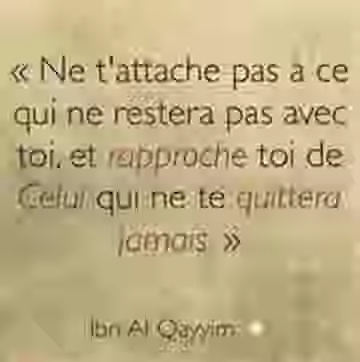 « Ne t'attache pas à ce
qui ne restera pas avec
toi, et rapproche toi de
Celui qui ne te quittera
jamais »
Ibn Al Qayyim